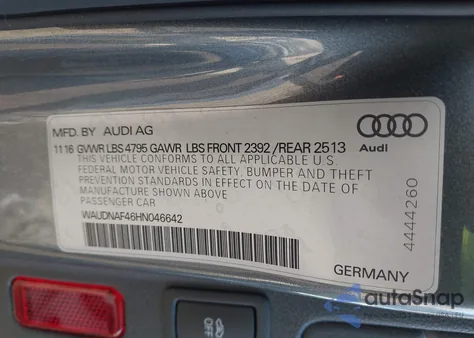 MFD. BY AUDI AG
11 16 GVWR LBS 4795 GAWR LBS FRONT 2392 /REAR 2513
THIS VEHICLE CONFORMS TO ALL APPLICABLE U.S.
FEDERAL MOTOR VEHICLE SAFETY, BUMPER AND THEFT
PREVENTION STANDARDS IN EFFECT ON THE DATE OF
MANUFACTURE SHOWN ABOVE
PASSENGER CAR
WAUDNAF46HN046642
Audi
4444260
GERMANY
OFF
autoSnap